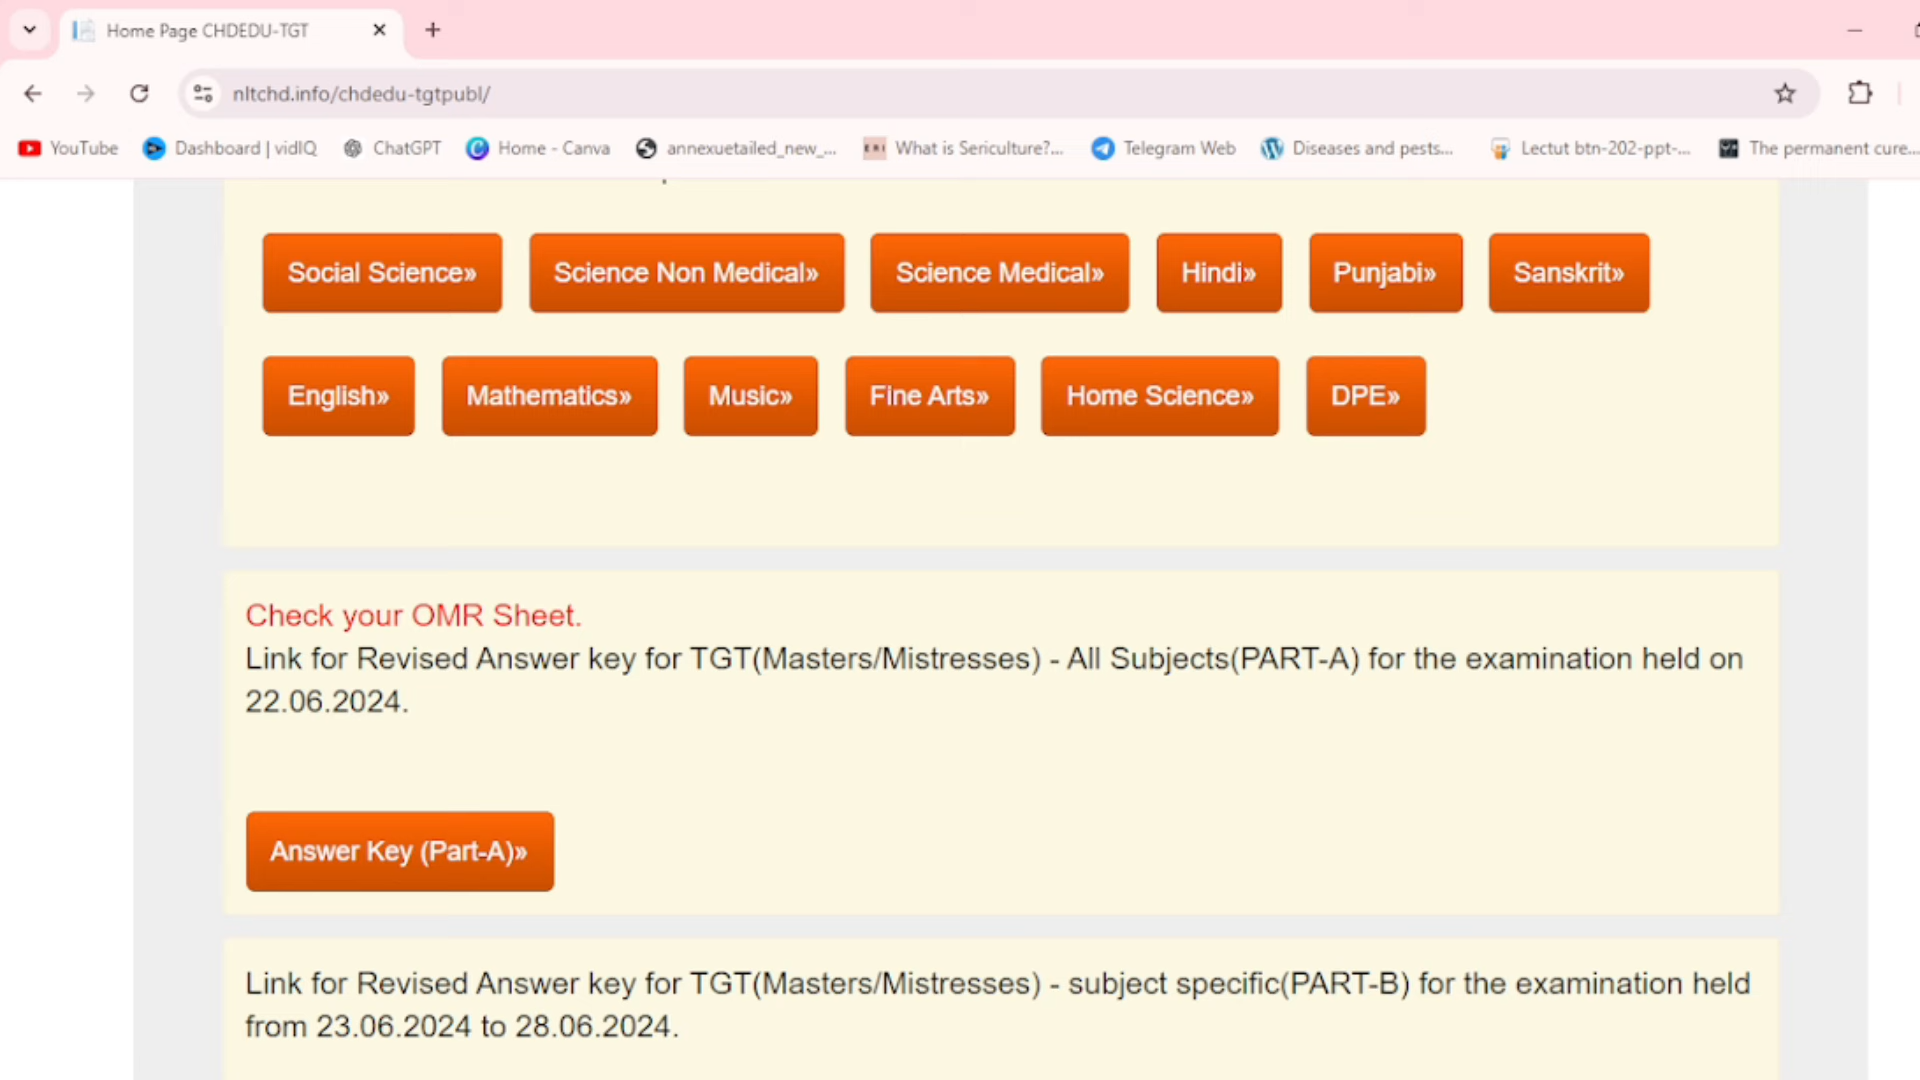 Home Page CHDEDU-TGT
nltchd.info/chdedu-tgtpubl/
YouTube Dashboard | vidIQ ChatGPT Home - Canva annexuetailed_new_... What is Sericulture?... Telegram Web Diseases and pests... Lectut btn-202-ppt-... The permanent cure...
Social Science» Science Non Medical» Science Medical» Hindi» Punjabi» Sanskrit»
English» Mathematics» Music» Fine Arts» Home Science» DPE»
Check your OMR Sheet.
Link for Revised Answer key for TGT(Masters/Mistresses) - All Subjects(PART-A) for the examination held on
22.06.2024.
Answer Key (Part-A)»
Link for Revised Answer key for TGT(Masters/Mistresses) - subject specific(PART-B) for the examination held
from 23.06.2024 to 28.06.2024.